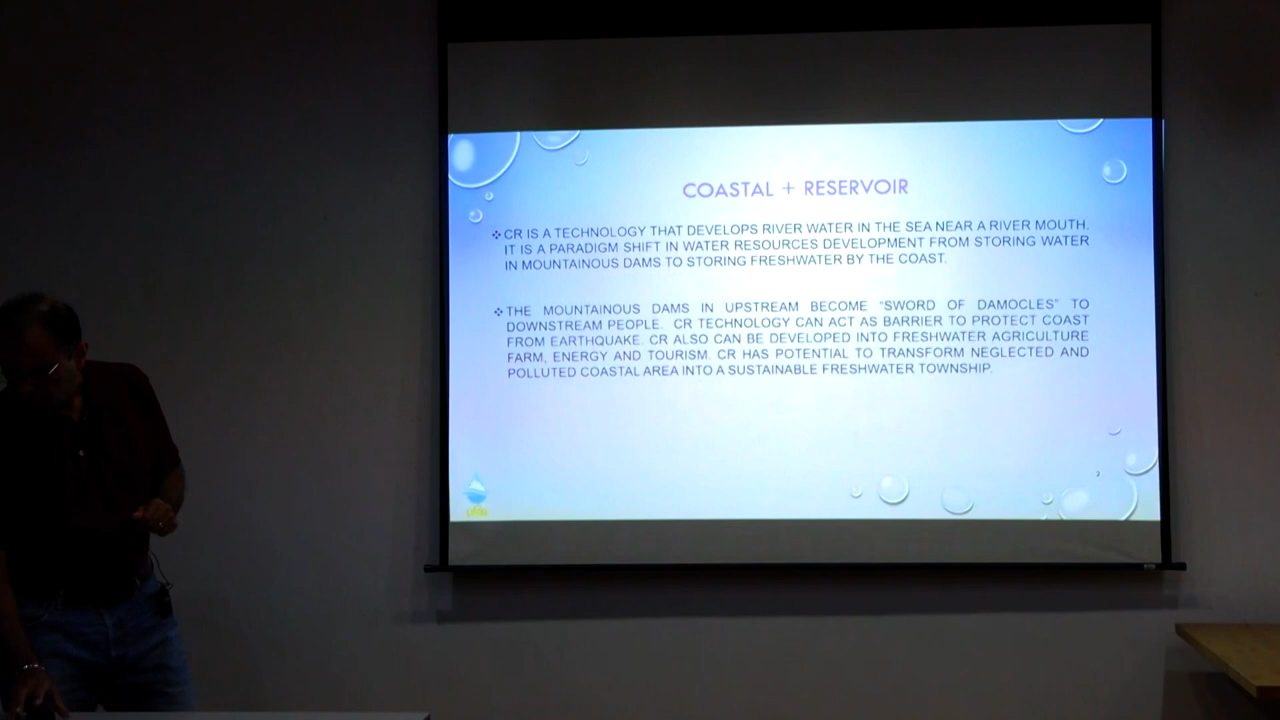 COASTAL + RESERVOIR
❖ CR IS A TECHNOLOGY THAT DEVELOPS RIVER WATER IN THE SEA NEAR A RIVER MOUTH.
IT IS A PARADIGM SHIFT IN WATER RESOURCES DEVELOPMENT FROM STORING WATER
IN MOUNTAINOUS DAMS TO STORING FRESHWATER BY THE COAST.
❖ THE MOUNTAINOUS DAMS IN UPSTREAM BECOME "SWORD OF DAMOCLES" TO
DOWNSTREAM PEOPLE. CR TECHNOLOGY CAN ACT AS BARRIER TO PROTECT COAST
FROM EARTHQUAKE. CR ALSO CAN BE DEVELOPED INTO FRESHWATER AGRICULTURE
FARM, ENERGY AND TOURISM. CR HAS POTENTIAL TO TRANSFORM NEGLECTED AND
POLLUTED COASTAL AREA INTO A SUSTAINABLE FRESHWATER TOWNSHIP.